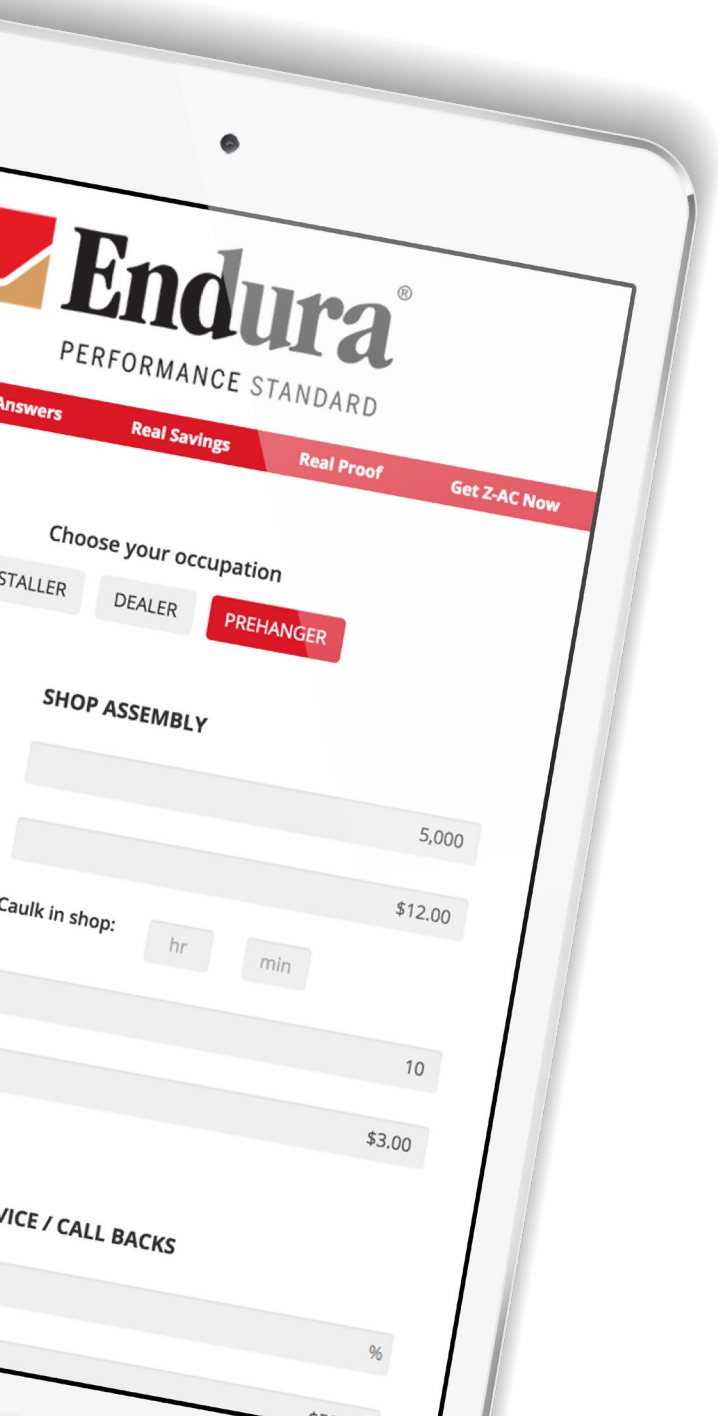 Endura®
PERFORMANCE STANDARD
Answers Real Savings Real Proof Get Z-AC Now
Choose your occupation
STALLER DEALER PREHANGER
SHOP ASSEMBLY
5,000
$12.00
Caulk in shop: hr min
10
$3.00
VICE / CALL BACKS
%